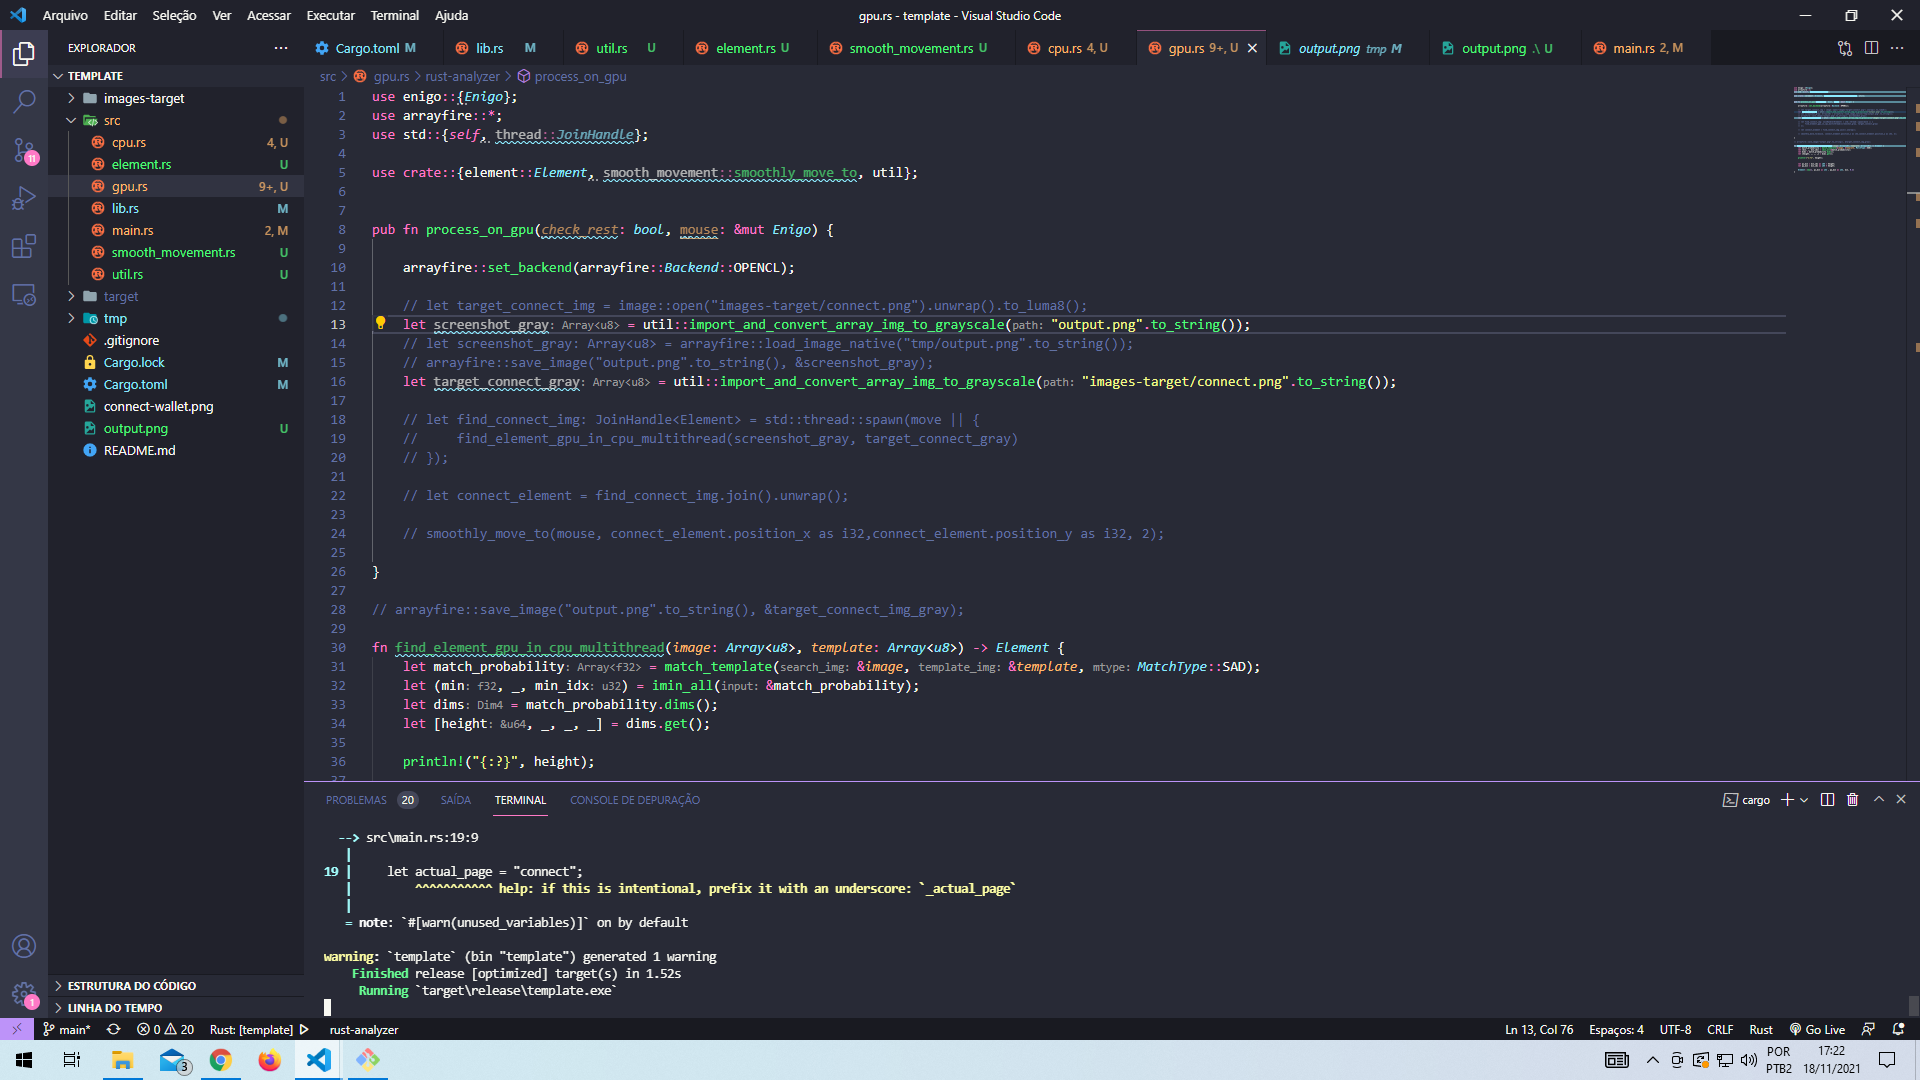 Arquivo Editar Seleção Ver Acessar Executar Terminal Ajuda
gpu.rs - template - Visual Studio Code
EXPLORADOR
Cargo.toml M
lib.rs M
util.rs U
element.rs U
smooth_movement.rs U
cpu.rs 4, U
gpu.rs 9+, U
output.png tmp M
output.png .\ U
main.rs 2, M
TEMPLATE
images-target
src
cpu.rs 4, U
element.rs U
gpu.rs 9+, U
lib.rs M
main.rs 2, M
smooth_movement.rs U
util.rs U
target
tmp
.gitignore
Cargo.lock M
Cargo.toml M
connect-wallet.png
output.png U
README.md
ESTRUTURA DO CÓDIGO
LINHA DO TEMPO
11
1
src > gpu.rs > rust-analyzer > process_on_gpu
1 use enigo::{Enigo};
2 use arrayfire::*;
3 use std::{self, thread::JoinHandle};
4
5 use crate::{element::Element, smooth_movement::smoothly_move_to, util};
6
7
8 pub fn process_on_gpu(check_rest: bool, mouse: &mut Enigo) {
9
10 arrayfire::set_backend(arrayfire::Backend::OPENCL);
11
12 // let target_connect_img = image::open("images-target/connect.png").unwrap().to_luma8();
13 let screenshot_gray: Array<u8> = util::import_and_convert_array_img_to_grayscale(path: "output.png".to_string());
14 // let screenshot_gray: Array<u8> = arrayfire::load_image_native("tmp/output.png".to_string());
15 // arrayfire::save_image("output.png".to_string(), &screenshot_gray);
16 let target_connect_gray: Array<u8> = util::import_and_convert_array_img_to_grayscale(path: "images-target/connect.png".to_string());
17
18 // let find_connect_img: JoinHandle<Element> = std::thread::spawn(move || {
19 //     find_element_gpu_in_cpu_multithread(screenshot_gray, target_connect_gray)
20 // });
21
22 // let connect_element = find_connect_img.join().unwrap();
23
24 // smoothly_move_to(mouse, connect_element.position_x as i32,connect_element.position_y as i32, 2);
25
26 }
27
28 // arrayfire::save_image("output.png".to_string(), &target_connect_img_gray);
29
30 fn find_element_gpu_in_cpu_multithread(image: Array<u8>, template: Array<u8>) -> Element {
31 let match_probability: Array<f32> = match_template(search_img: &image, template_img: &template, mtype: MatchType::SAD);
32 let (min: f32, _, min_idx: u32) = imin_all(input: &match_probability);
33 let dims: Dim4 = match_probability.dims();
34 let [height: &u64, _, _, _] = dims.get();
35
36 println!("{:?}", height);
37
PROBLEMAS 20 SAÍDA TERMINAL CONSOLE DE DEPURAÇÃO
cargo
--> src\main.rs:19:9
|
19 |     let actual_page = "connect";
|         ^^^^^^^^^^^ help: if this is intentional, prefix it with an underscore: `_actual_page`
|
= note: `#[warn(unused_variables)]` on by default
warning: `template` (bin "template") generated 1 warning
Finished release [optimized] target(s) in 1.52s
Running `target\release\template.exe`
main* 0 20 Rust: [template] rust-analyzer
Ln 13, Col 76 Espaços: 4 UTF-8 CRLF Rust Go Live
3
POR
PTB2
17:22
18/11/2021